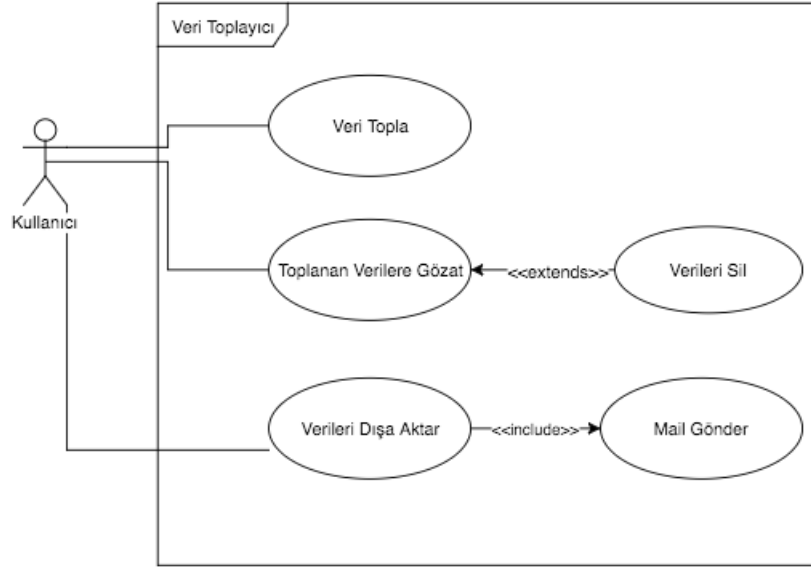 Veri Toplayıcı
Veri Topla
Kullanıcı
Toplanan Verilere Gözat
<<extends>>
Verileri Sil
Verileri Dışa Aktar
<<include>>
Mail Gönder